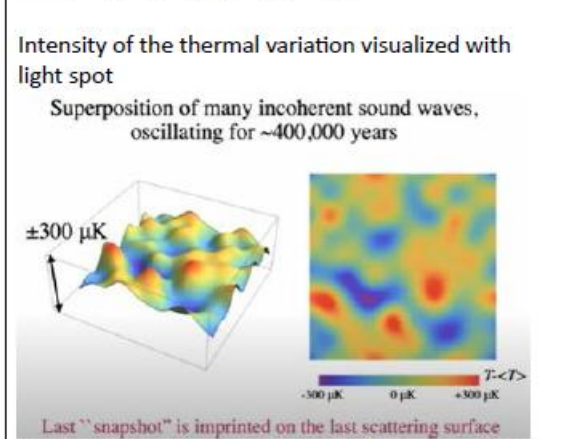 Intensity of the thermal variation visualized with
light spot
Superposition of many incoherent sound waves,
oscillating for ~400,000 years
±300 μK
T-<T>
-300 μK 0 μK +300 μK
Last ``snapshot" is imprinted on the last scattering surface